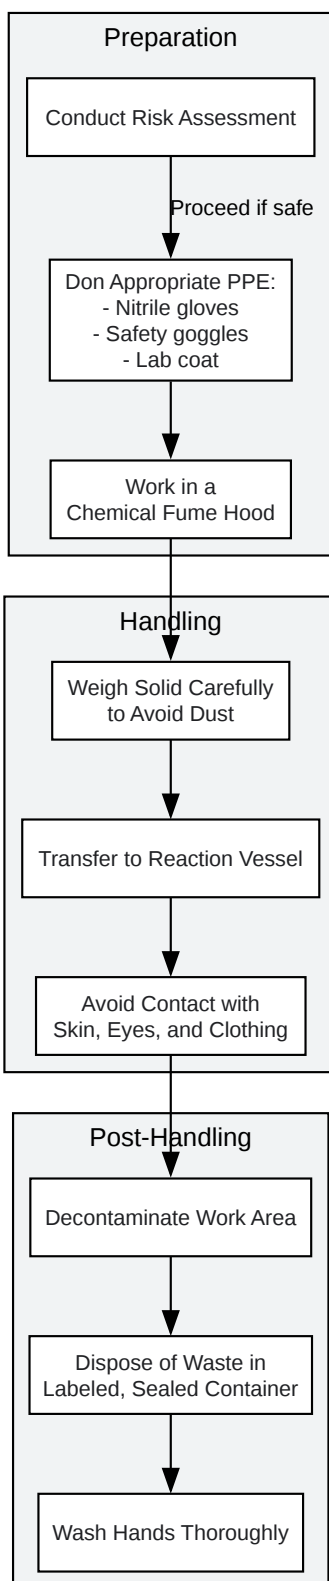 Preparation
Conduct Risk Assessment
Proceed if safe
Don Appropriate PPE:
- Nitrile gloves
- Safety goggles
- Lab coat
Work in a
Chemical Fume Hood
Handling
Weigh Solid Carefully
to Avoid Dust
Transfer to Reaction Vessel
Avoid Contact with
Skin, Eyes, and Clothing
Post-Handling
Decontaminate Work Area
Dispose of Waste in
Labeled, Sealed Container
Wash Hands Thoroughly